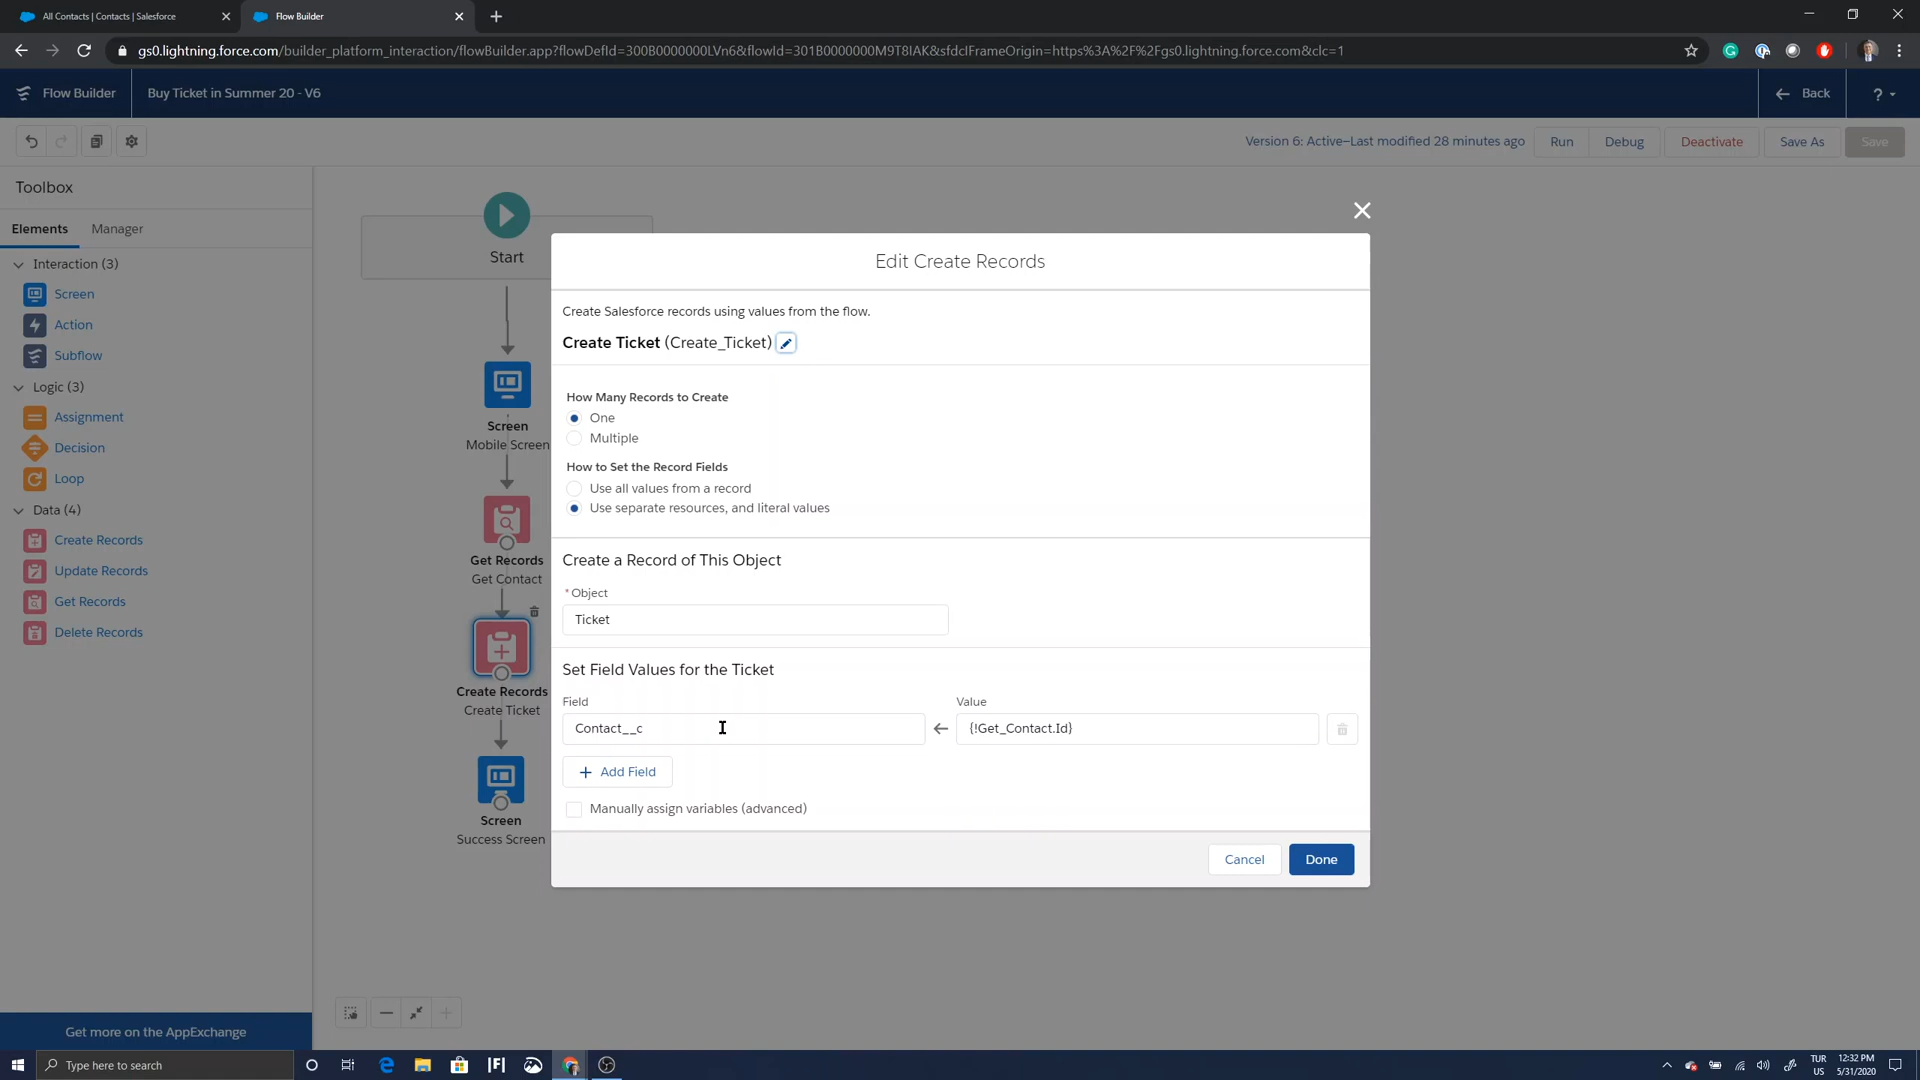 All Contacts | Contacts | Salesforce
Flow Builder
gs0.lightning.force.com/builder_platform_interaction/flowBuilder.app?flowDefId=300B0000000LVn6&flowId=301B0000000M9T8IAK&sfdcIFrameOrigin=https%3A%2F%2Fgs0.lightning.force.com&clc=1
Flow Builder
Buy Ticket in Summer 20 - V6
Back
?
Version 6: Active—Last modified 28 minutes ago
Run
Debug
Deactivate
Save As
Save
Toolbox
Elements
Manager
Interaction (3)
Screen
Action
Subflow
Logic (3)
Assignment
Decision
Loop
Data (4)
Create Records
Update Records
Get Records
Delete Records
Get more on the AppExchange
Start
Screen
Mobile Screen
Get Records
Get Contact
Create Records
Create Ticket
Screen
Success Screen
Edit Create Records
Create Salesforce records using values from the flow.
Create Ticket (Create_Ticket)
How Many Records to Create
One
Multiple
How to Set the Record Fields
Use all values from a record
Use separate resources, and literal values
Create a Record of This Object
*Object
Ticket
Set Field Values for the Ticket
Field
Value
Contact__c
{!Get_Contact.Id}
+ Add Field
Manually assign variables (advanced)
Cancel
Done
Type here to search
|F|
TUR
US
12:32 PM
5/31/2020